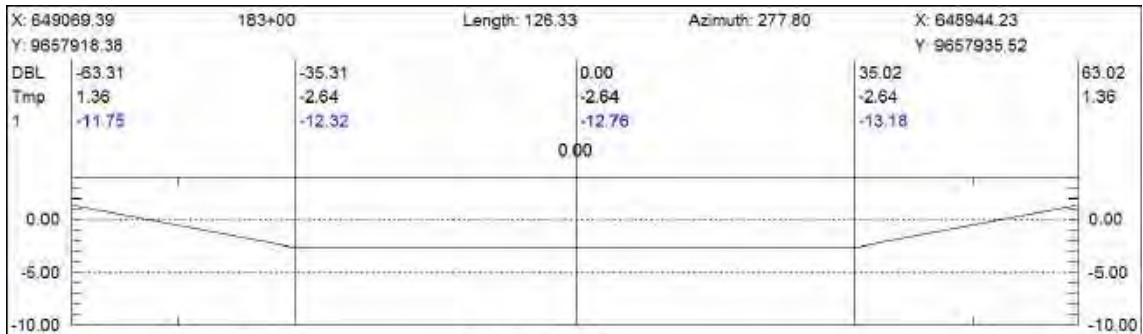 X: 649069.39 183+00 Length: 126.33 Azimuth: 277.80 X: 648944.23
Y: 9657918.38 Y: 9657935.52
DBL -63.31 -35.31 0.00 35.02 63.02
Tmp 1.36 -2.64 -2.64 -2.64 1.36
1 -11.75 -12.32 -12.76 -13.18
0.00
0.00 0.00
-5.00 -5.00
-10.00 -10.00